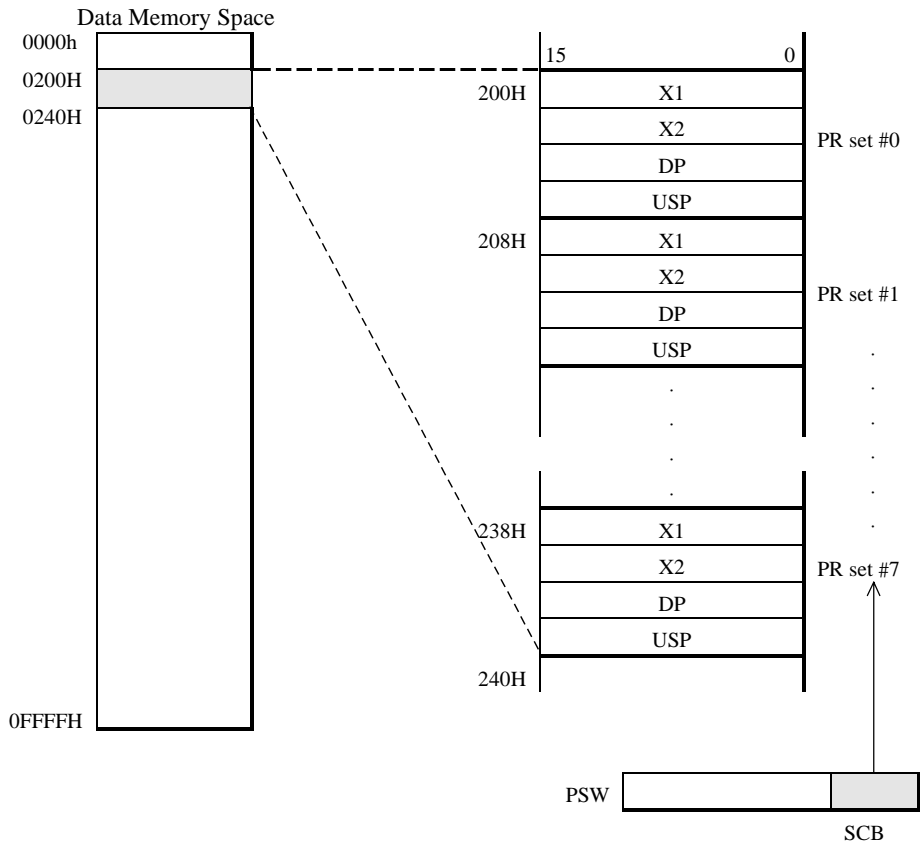 Data Memory Space
0000h
0200H
0240H
0FFFFH
15 0
200H X1
X2
DP
USP
PR set #0
208H X1
X2
DP
USP
PR set #1
.
.
.
.
.
.
.
.
.
.
238H X1
X2
DP
USP
PR set #7
240H
PSW
SCB